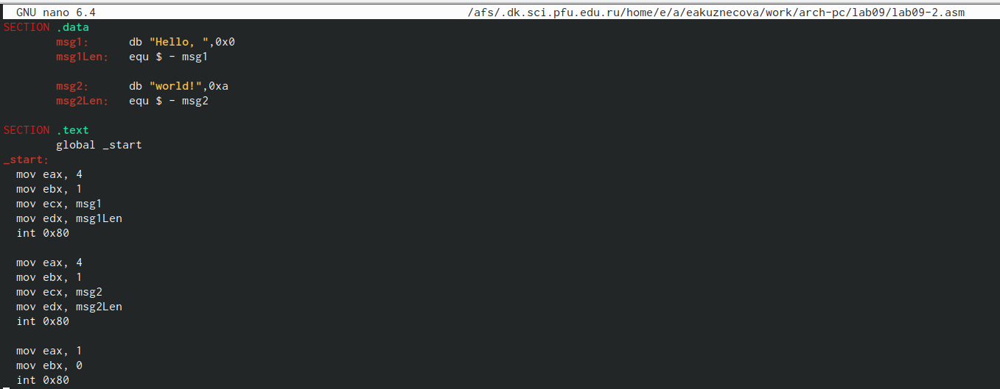 GNU nano 6.4 /afs/.dk.sci.pfu.edu.ru/home/e/a/eakuznecova/work/arch-pc/lab09/lab09-2.asm
SECTION .data
msg1: db "Hello, ",0x0
msg1Len: equ $ - msg1
msg2: db "world!",0xa
msg2Len: equ $ - msg2
SECTION .text
global _start
_start:
mov eax, 4
mov ebx, 1
mov ecx, msg1
mov edx, msg1Len
int 0x80
mov eax, 4
mov ebx, 1
mov ecx, msg2
mov edx, msg2Len
int 0x80
mov eax, 1
mov ebx, 0
int 0x80